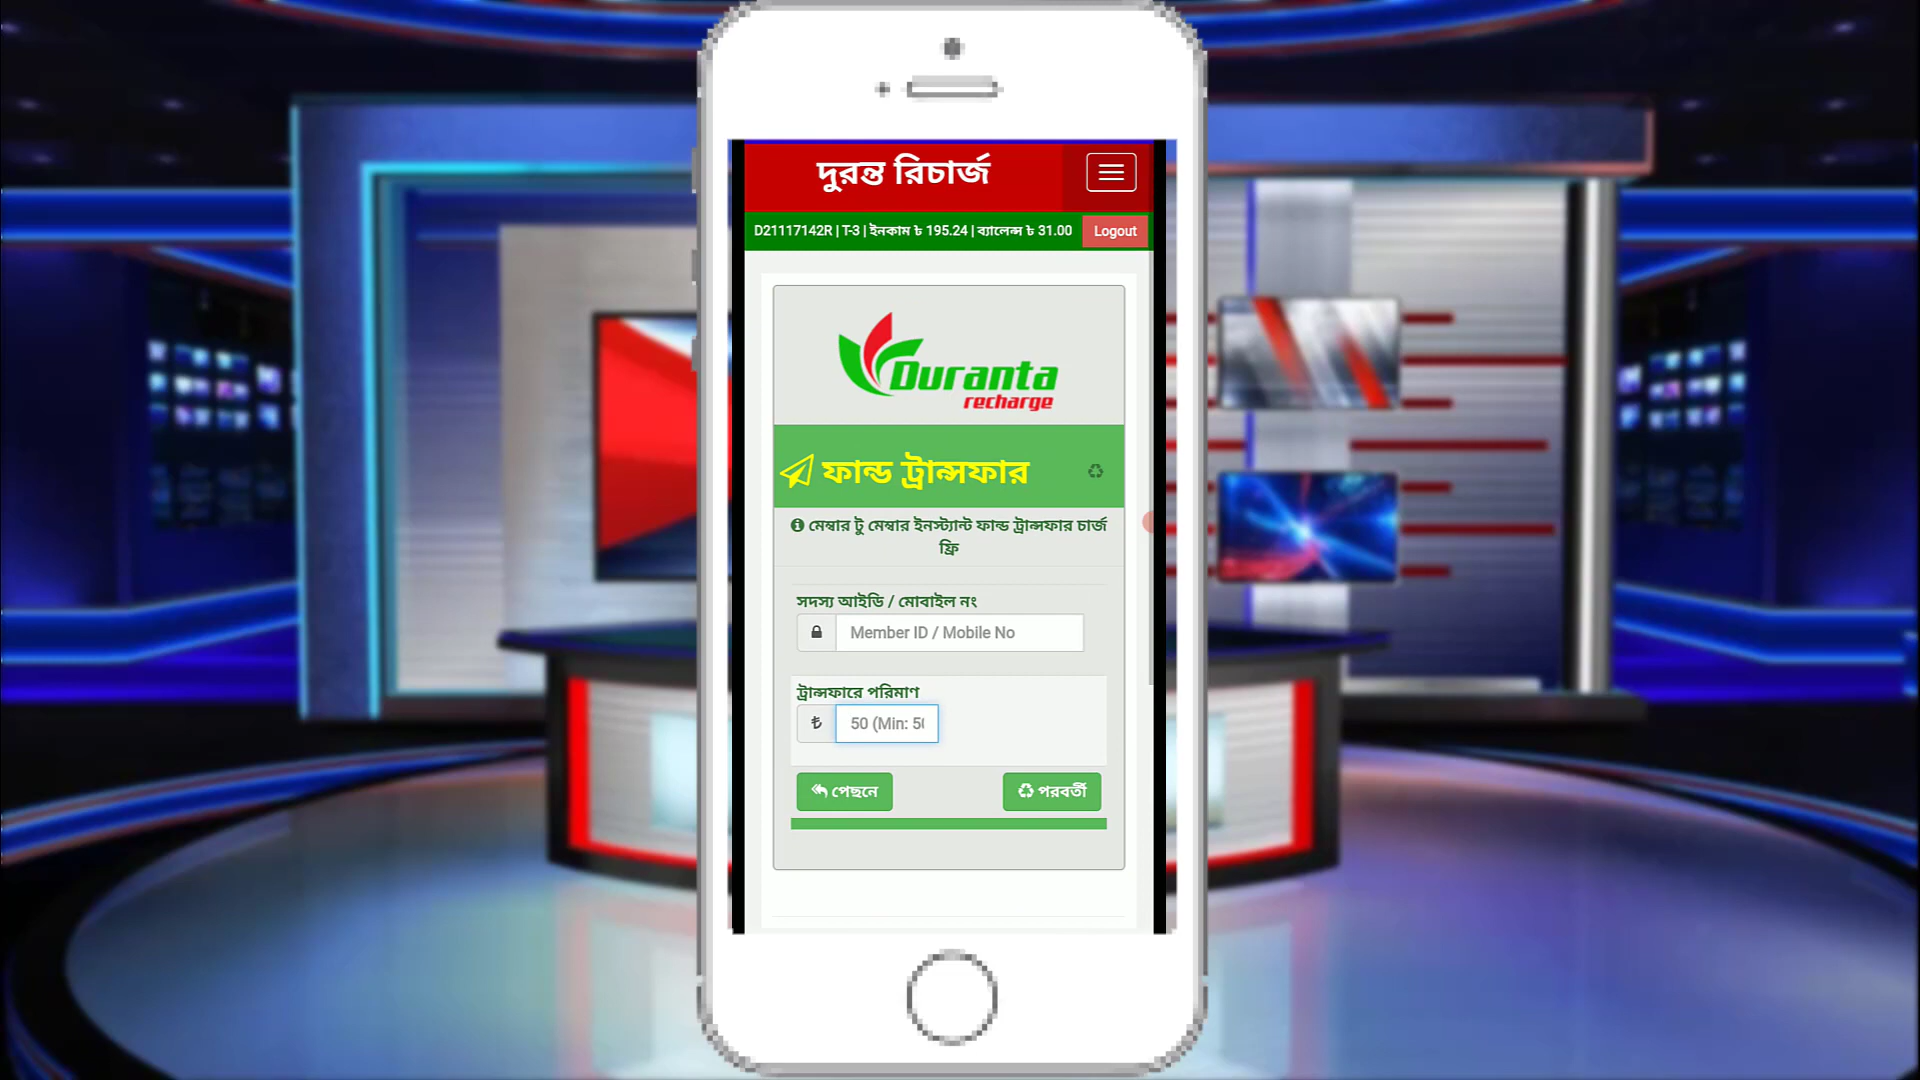 দুরন্ত রিচার্জ
D21117142R | T-3 | ইনকাম ৳ 195.24 | ব্যালেন্স ৳ 31.00 Logout
Duranta
recharge
ফান্ড ট্রান্সফার
মেম্বার টু মেম্বার ইনস্ট্যান্ট ফান্ড ট্রান্সফার চার্জ
ফ্রি
সদস্য আইডি / মোবাইল নং
Member ID / Mobile No
ট্রান্সফারে পরিমাণ
৳ 50 (Min: 50
পেছনে পরবর্তী